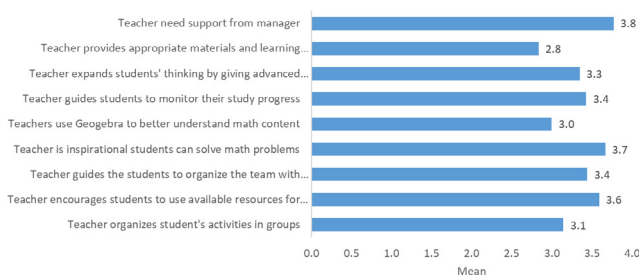 Teacher need support from manager 3.8
Teacher provides appropriate materials and learning... 2.8
Teacher expands students' thinking by giving advanced... 3.3
Teacher guides students to monitor their study progress 3.4
Teachers use Geogebra to better understand math content 3.0
Teacher is inspirational students can solve math problems 3.7
Teacher guides the students to organize the team with... 3.4
Teacher encourages students to use available resources for... 3.6
Teacher organizes student's activities in groups 3.1
0.0 0.5 1.0 1.5 2.0 2.5 3.0 3.5 4.0
Mean